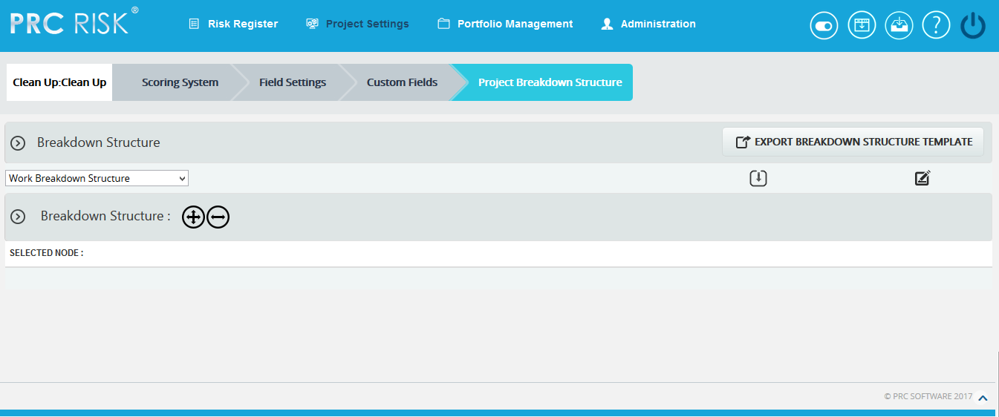 PRC RISK®
Risk Register
Project Settings
Portfolio Management
Administration
?
Clean Up:Clean Up
Scoring System
Field Settings
Custom Fields
Project Breakdown Structure
Breakdown Structure
EXPORT BREAKDOWN STRUCTURE TEMPLATE
Work Breakdown Structure
Breakdown Structure :
SELECTED NODE :
© PRC SOFTWARE 2017